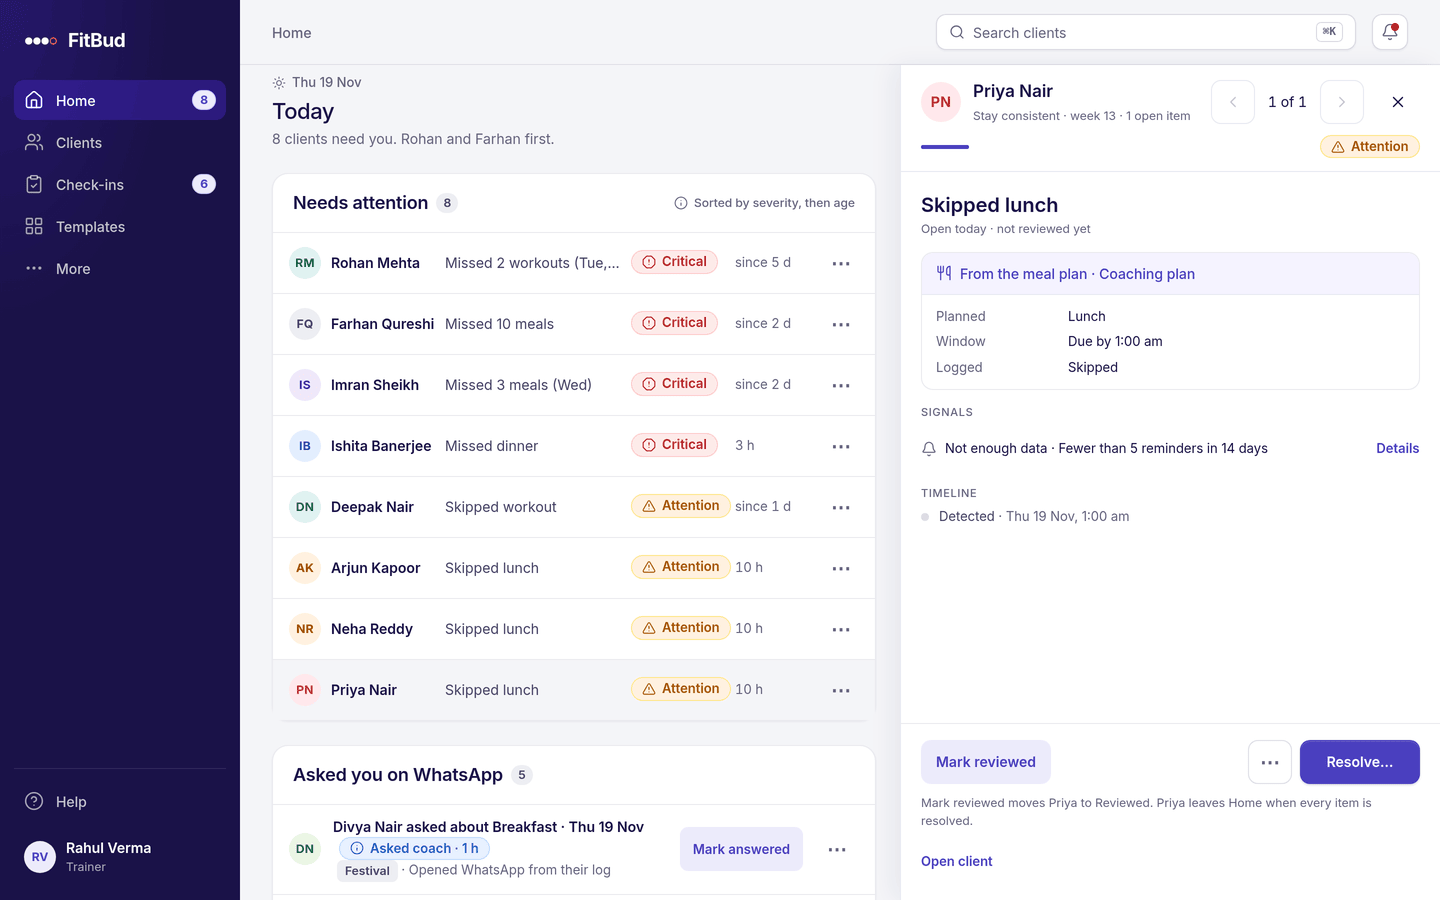 FitBud
Home 8
Clients
Check-ins 6
Templates
More
Help
RV Rahul Verma
Trainer
Home
Search clients ⌘K
Thu 19 Nov
Today
8 clients need you. Rohan and Farhan first.
Needs attention 8
Sorted by severity, then age
RM Rohan Mehta Missed 2 workouts (Tue,... Critical since 5 d
FQ Farhan Qureshi Missed 10 meals Critical since 2 d
IS Imran Sheikh Missed 3 meals (Wed) Critical since 2 d
IB Ishita Banerjee Missed dinner Critical 3 h
DN Deepak Nair Skipped workout Attention since 1 d
AK Arjun Kapoor Skipped lunch Attention 10 h
NR Neha Reddy Skipped lunch Attention 10 h
PN Priya Nair Skipped lunch Attention 10 h
Asked you on WhatsApp 5
DN Divya Nair asked about Breakfast · Thu 19 Nov
Asked coach · 1 h
Festival · Opened WhatsApp from their log
Mark answered
PN Priya Nair
Stay consistent · week 13 · 1 open item
1 of 1
Attention
Skipped lunch
Open today · not reviewed yet
From the meal plan · Coaching plan
Planned Lunch
Window Due by 1:00 am
Logged Skipped
SIGNALS
Not enough data · Fewer than 5 reminders in 14 days Details
TIMELINE
Detected · Thu 19 Nov, 1:00 am
Mark reviewed
Resolve...
Mark reviewed moves Priya to Reviewed. Priya leaves Home when every item is
resolved.
Open client